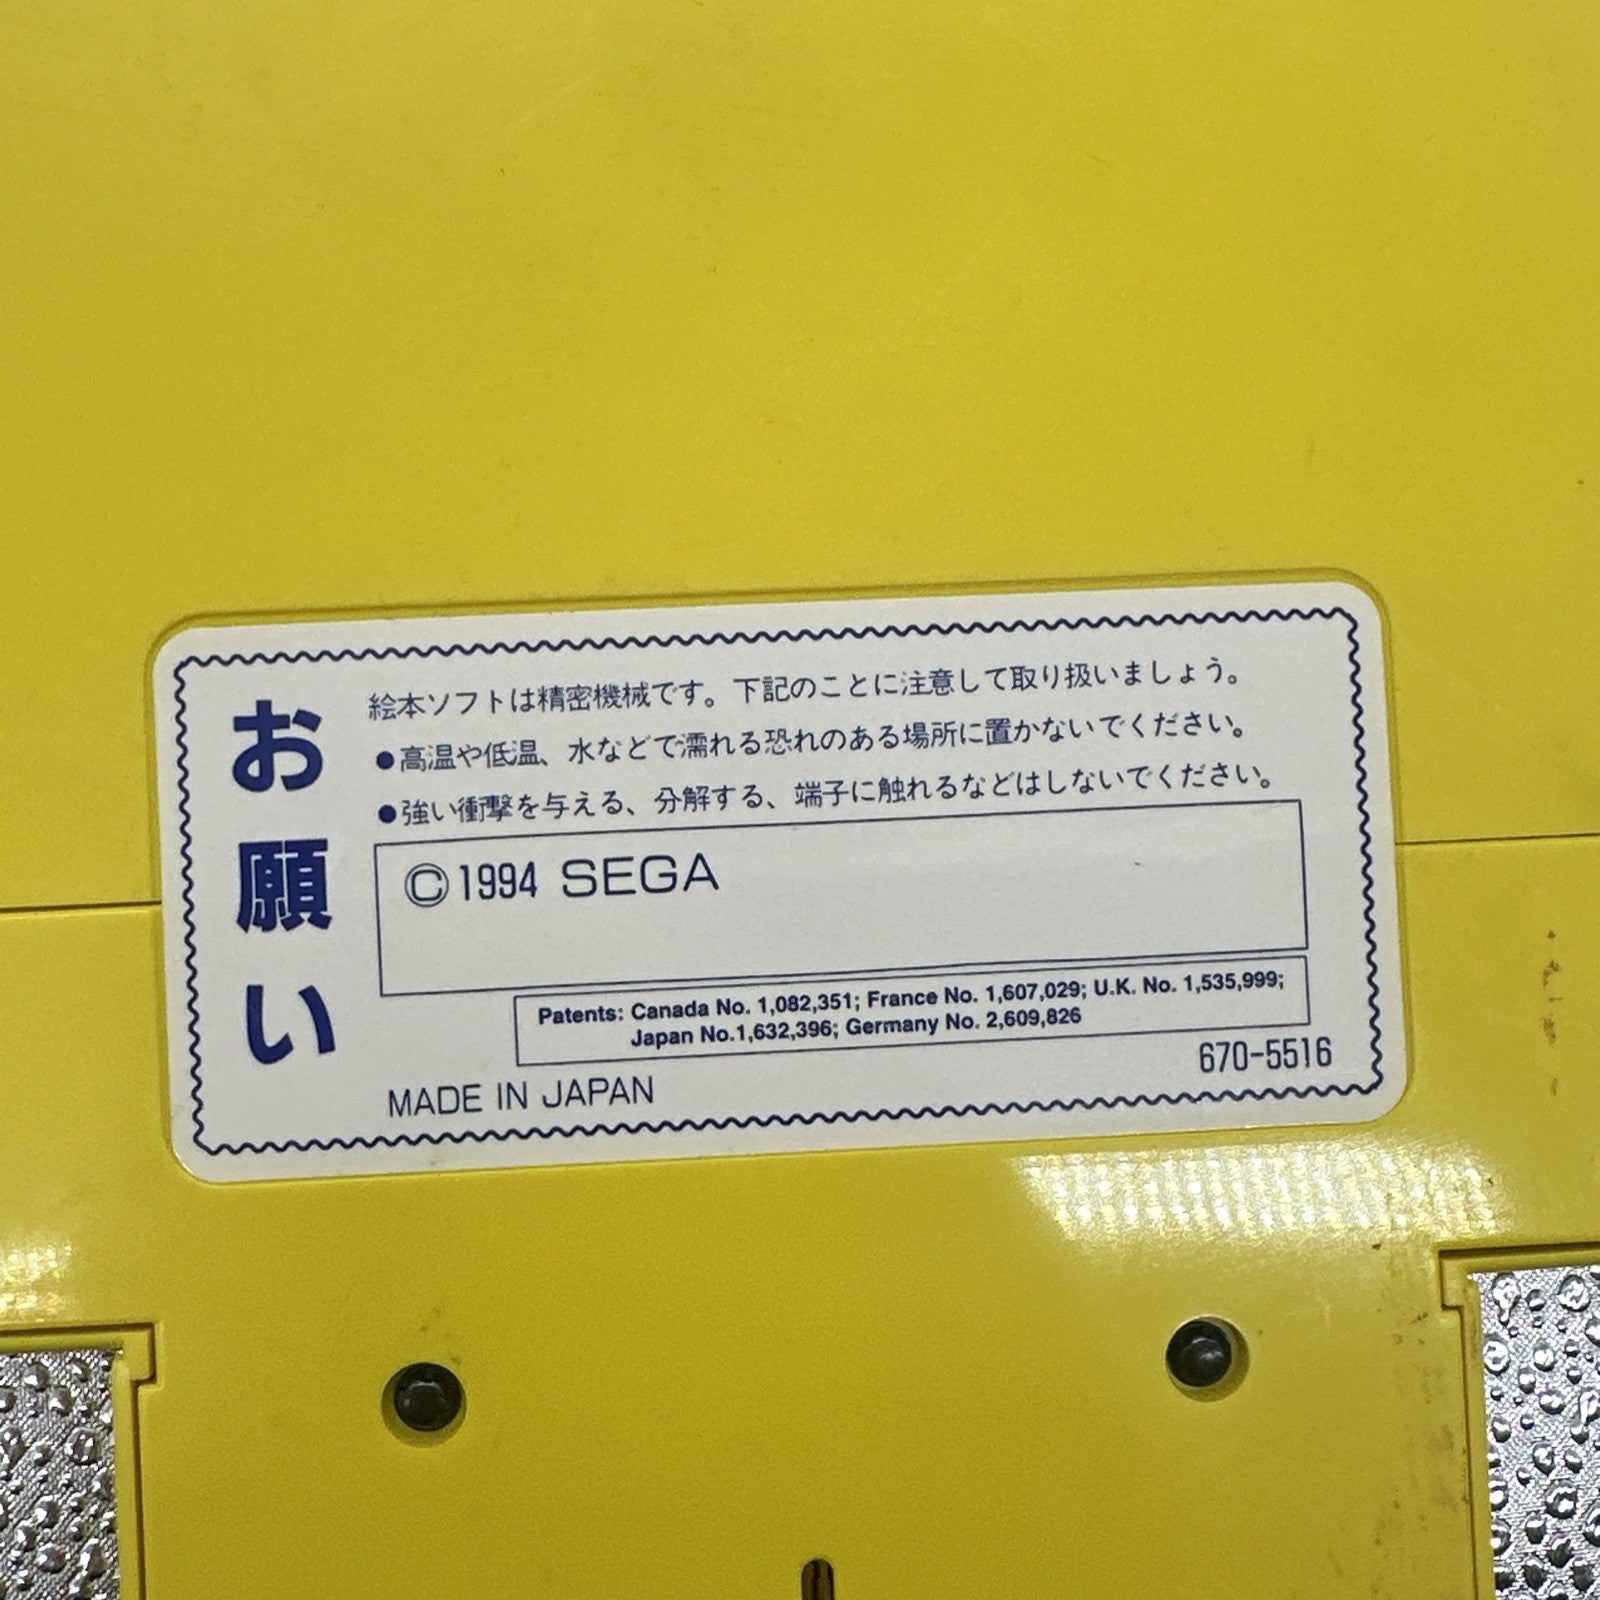 お願い
絵本ソフトは精密機械です。下記のことに注意して取り扱いましょう。
●高温や低温、水などで濡れる恐れのある場所に置かないでください。
●強い衝撃を与える、分解する、端子に触れるなどはしないでください。
©1994 SEGA
Patents: Canada No. 1,082,351; France No. 1,607,029; U.K. No. 1,535,999;
Japan No.1,632,396; Germany No. 2,609,826
670-5516
MADE IN JAPAN